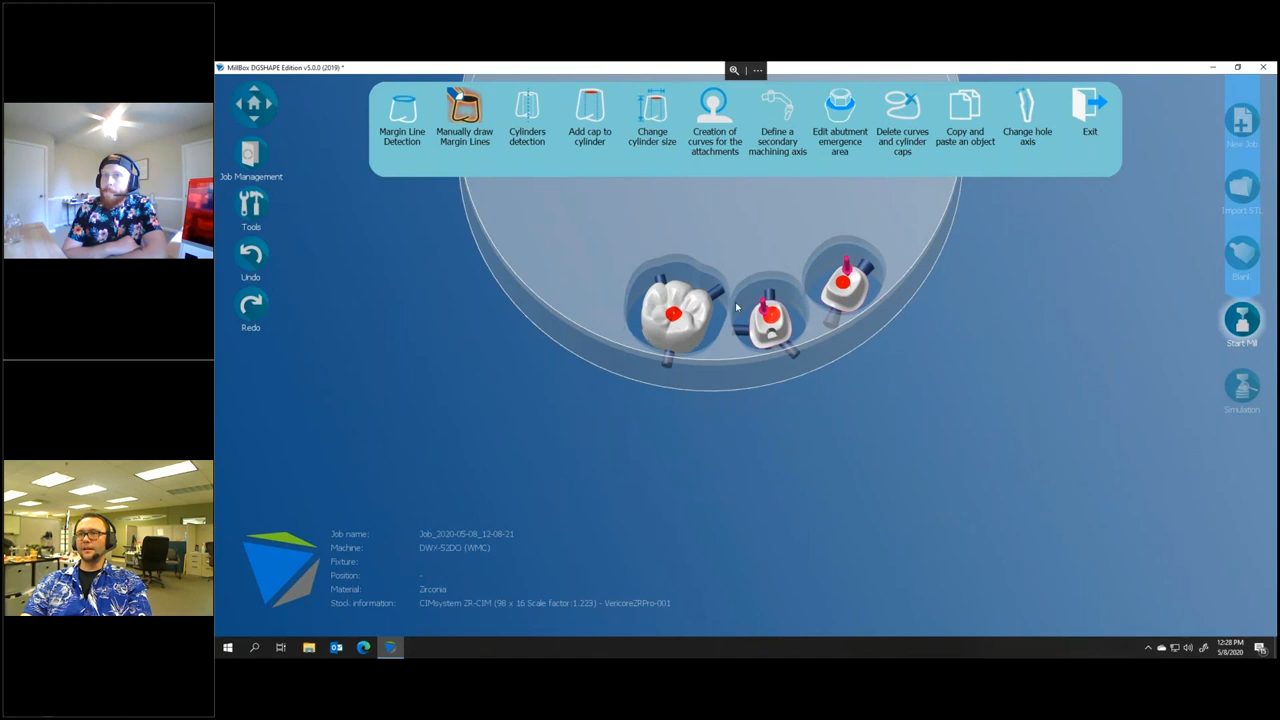 MillBox DGSHAPE Edition v5.0.0 (2019) *
Margin Line
Detection
Manually draw
Margin Lines
Cylinders
detection
Add cap to
cylinder
Change
cylinder size
Creation of
curves for the
attachments
Define a
secondary
machining axis
Edit abutment
emergence
area
Delete curves
and cylinder
caps
Copy and
paste an object
Change hole
axis
Exit
Job Management
Tools
Undo
Redo
New Job
Import STL
Blank
Start Mill
Simulation
Job name: Job_2020-05-08_12-08-21
Machine: DWX-52DCi (WMC)
Fixture:
Position: -
Material: Zirconia
Stock information: CIMsystem ZR-CIM (98 x 16 Scale factor:1.223) - VericoreZRPro-001
12:28 PM
5/8/2020